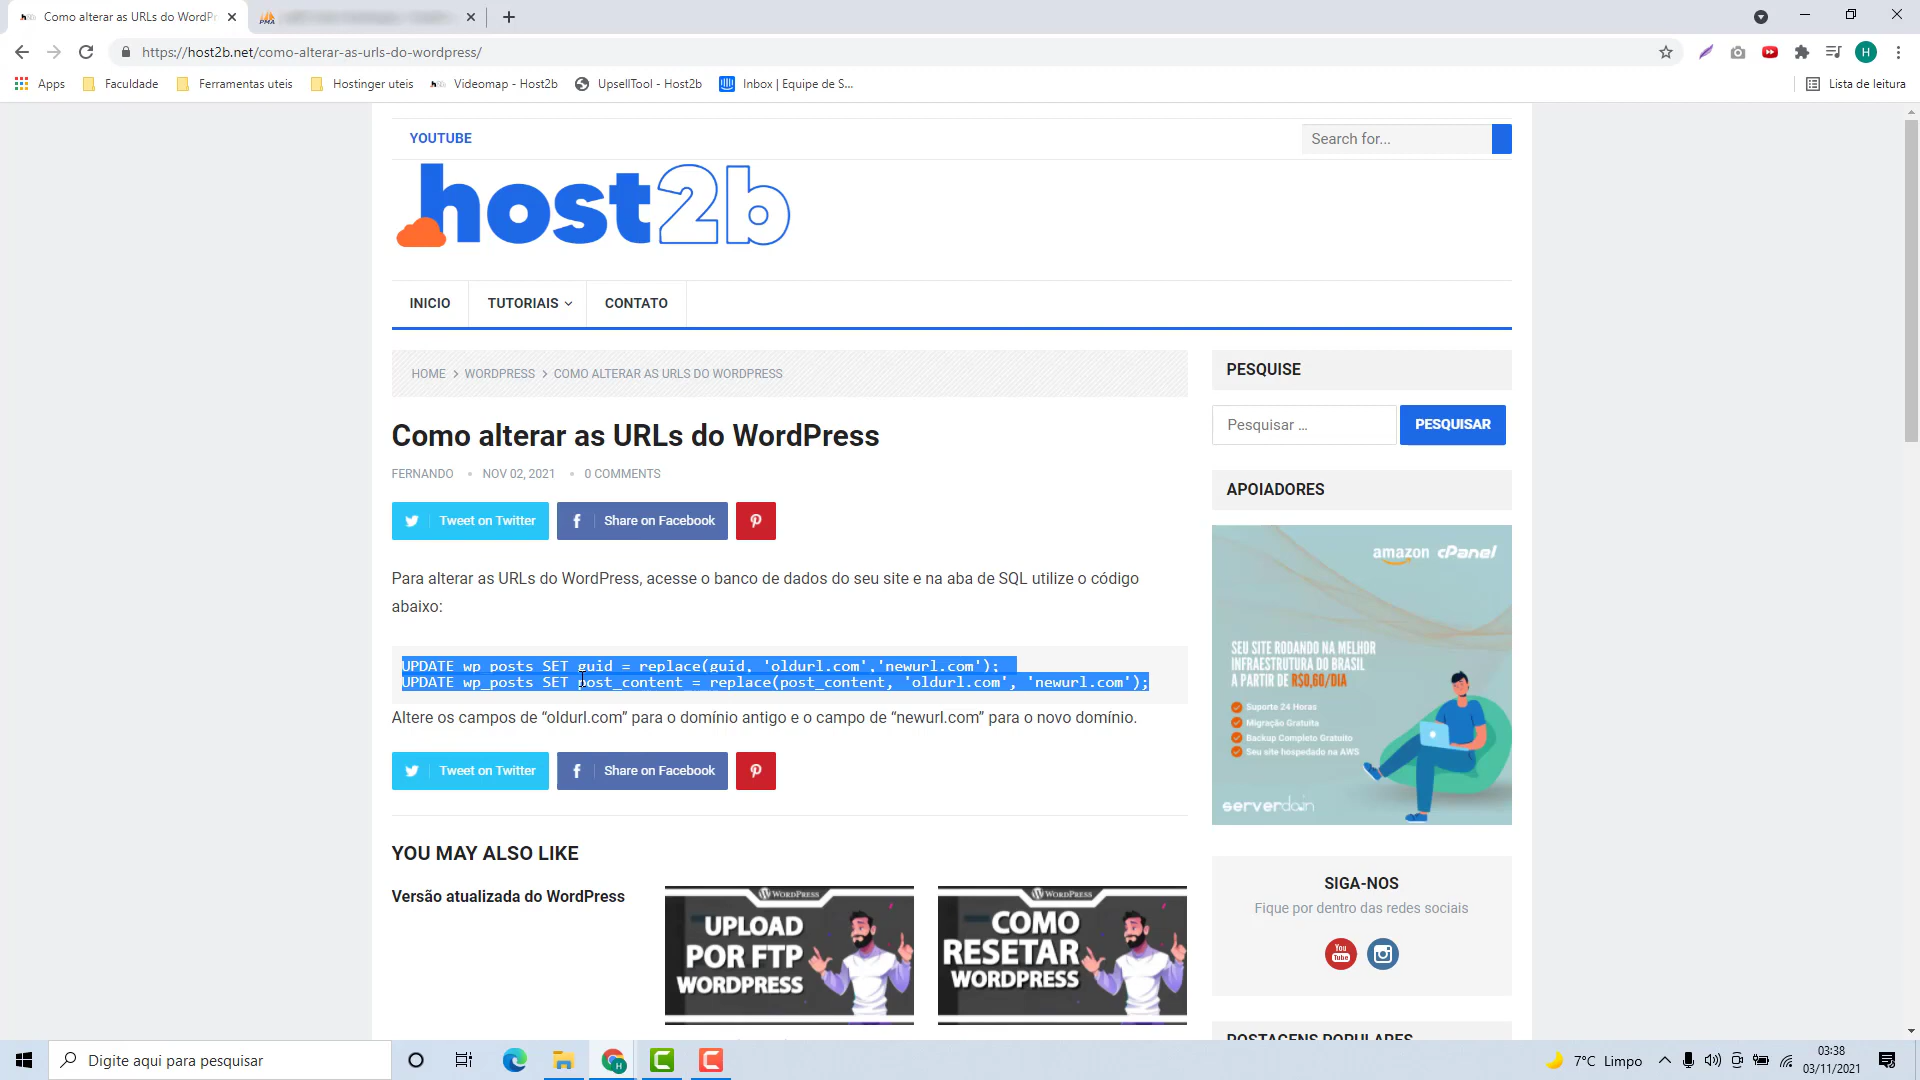 Como alterar as URLs do WordPr
PMA
https://host2b.net/como-alterar-as-urls-do-wordpress/
H
Apps
Faculdade
Ferramentas uteis
Hostinger uteis
Videomap - Host2b
UpsellTool - Host2b
Inbox | Equipe de S...
Lista de leitura
YOUTUBE
Search for...
host2b
INICIO
TUTORIAIS
CONTATO
HOME > WORDPRESS > COMO ALTERAR AS URLS DO WORDPRESS
Como alterar as URLs do WordPress
FERNANDO • NOV 02, 2021 • 0 COMMENTS
Tweet on Twitter
Share on Facebook
Para alterar as URLs do WordPress, acesse o banco de dados do seu site e na aba de SQL utilize o código
abaixo:
UPDATE wp_posts SET guid = replace(guid, 'oldurl.com','newurl.com');
UPDATE wp_posts SET post_content = replace(post_content, 'oldurl.com', 'newurl.com');
Altere os campos de “oldurl.com” para o domínio antigo e o campo de “newurl.com” para o novo domínio.
Tweet on Twitter
Share on Facebook
YOU MAY ALSO LIKE
Versão atualizada do WordPress
WORDPRESS
UPLOAD
POR FTP
WORDPRESS
WORDPRESS
COMO
RESETAR
WORDPRESS
PESQUISE
Pesquisar …
PESQUISAR
APOIADORES
amazon cPanel
SEU SITE RODANDO NA MELHOR
INFRAESTRUTURA DO BRASIL
A PARTIR DE R$0,60/DIA
Suporte 24 Horas
Migração Gratuita
Backup Completo Gratuito
Seu site hospedado na AWS
serverdo.in
SIGA-NOS
Fique por dentro das redes sociais
You
Tube
POSTAGENS POPULARES
Digite aqui para pesquisar
H
7°C Limpo
03:38
03/11/2021